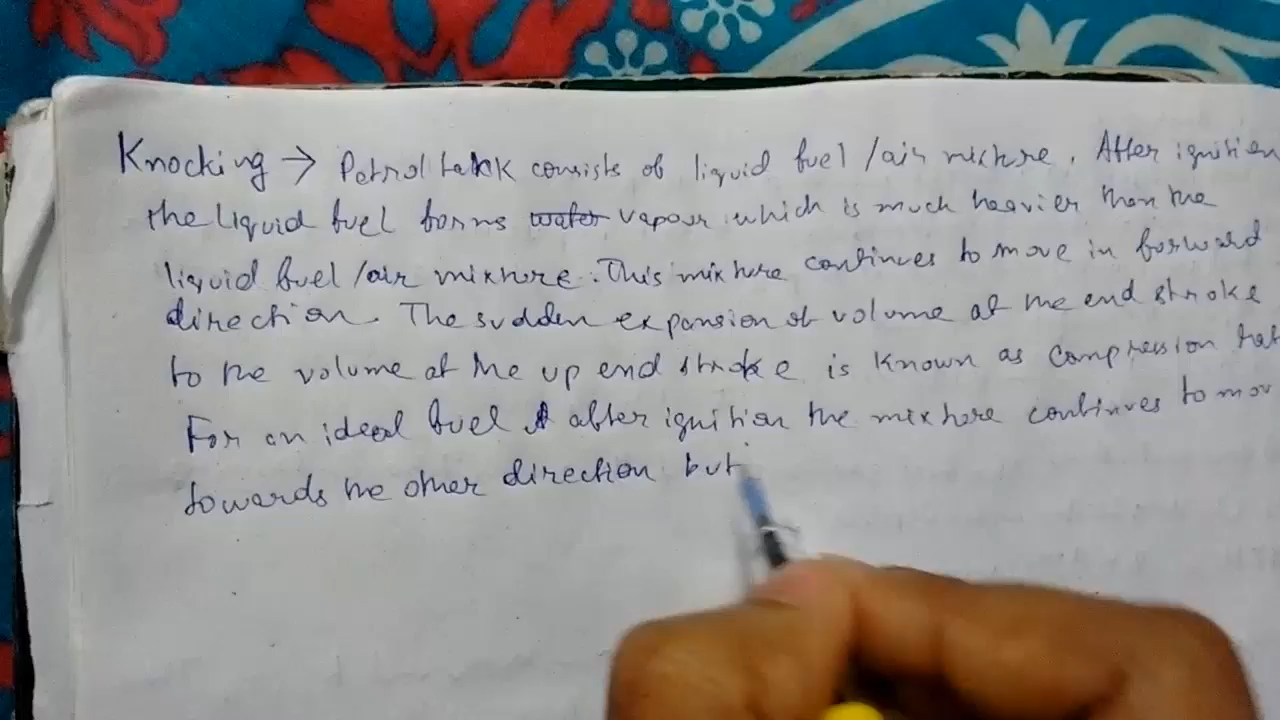 Knocking → Petrol tank consists of liquid fuel /air mixture. After ignition
the liquid fuel forms water vapour which is much heavier than the
liquid fuel /air mixture. This mixture continues to move in forward
direction. The sudden expansion of volume at the end stroke
to the volume at the up end stroke is known as compression rat
For an ideal fuel after ignition the mixture continues to mov
towards the other direction but